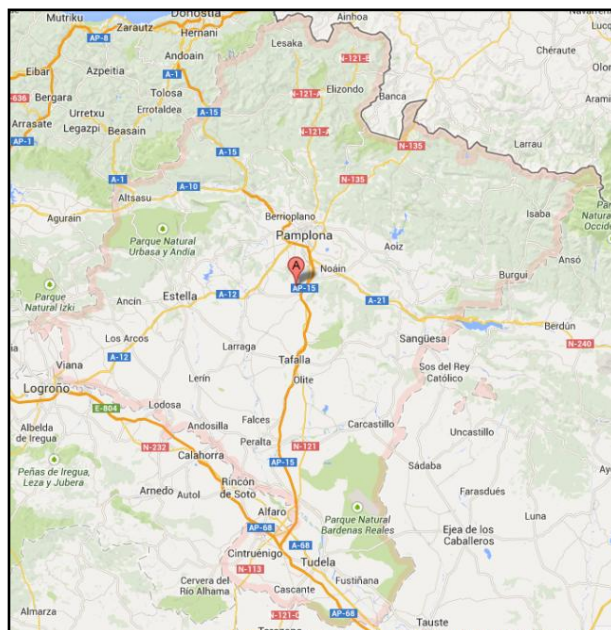 DONOSTIA
Mutriku
Zarautz
Ainhoa
AP-8
Hernani
Lesaka
Andoain
Chéraute
Eibar
Azpeitia
A-1
Elizondo
Bergara
Tolosa
N-121-A
Banca
Urretxu
Errotaldea
A-15
Arrasate
Legazpi
Beasain
N-121-A
Larrau
AP-1
A-15
N-135
N-135
A-1
A-10
Altsasu
Isaba
Agurain
Berrioplano
Pamplona
Parque Natural
Urbasa y Andia
Aoiz
Ansó
A
Noáin
Burgui
Parque
Natural Izki
Ancín
Estella
A-12
AP-15
A-21
Berdún
Los Arcos
Sangüesa
N-240
A-12
Larraga
Tafalla
Viana
Sos del Rey
Católico
Logroño
Lerín
Olite
E-804
Lodosa
Andosilla
Falces
Carcastillo
Albelda
de Iregua
N-232
Peralta
N-121
Uncastillo
Calahorra
AP-15
Sádaba
Peñas de Iregua,
Leza y Jubera
Rincón
de Soto
Arnedo
Autol
Farasdués
Alfaro
Parque Natural
Bardenas Reales
Luna
AP-68
Ejea de los
Caballeros
A-68
Cintruénigo
Tudela
N-113
Fustiñana
Cervera del
Río Alhama
Cascante
Almarza
AP-68
Tauste